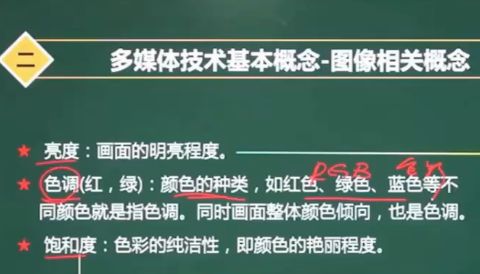 二
多媒体技术基本概念-图像相关概念
★ 亮度：画面的明亮程度。
RGB
★ 色调(红，绿)：颜色的种类，如红色、绿色、蓝色等不
同颜色就是指色调。同时画面整体颜色倾向，也是色调。
★ 饱和度：色彩的纯洁性，即颜色的艳丽程度。